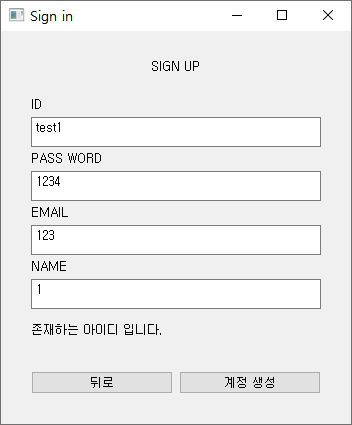 Sign in
SIGN UP
ID
test1
PASS WORD
1234
EMAIL
123
NAME
1
존재하는 아이디 입니다.
뒤로
계정 생성